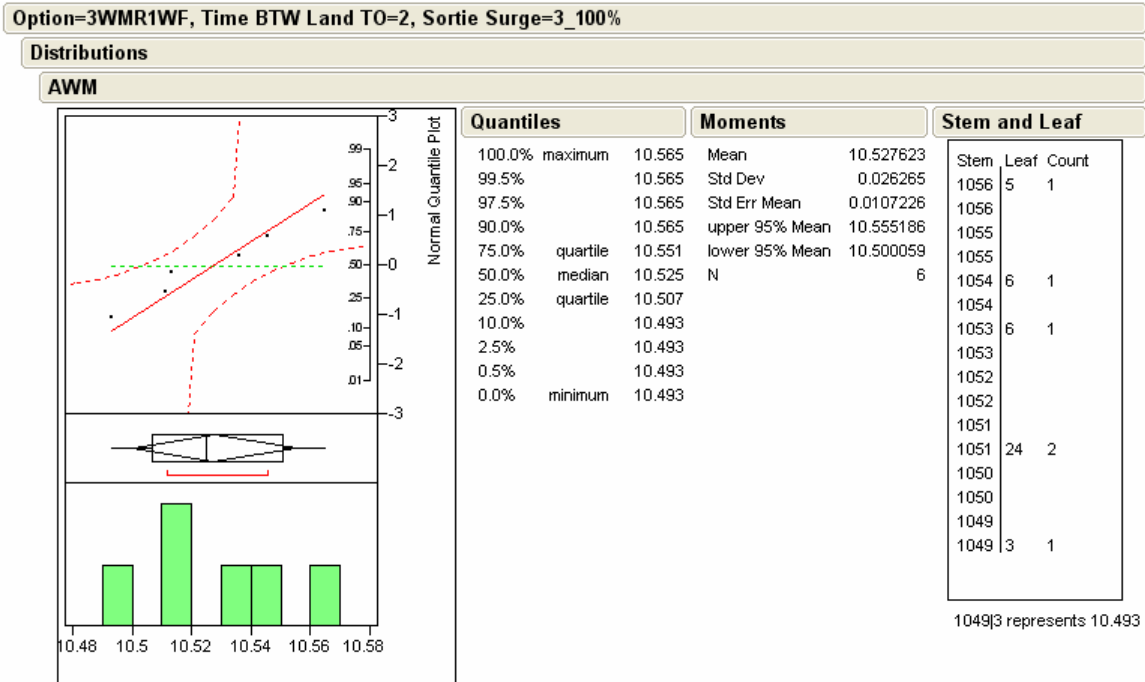 Option=3WMR1WF, Time BTW Land TO=2, Sortie Surge=3_100%
Distributions
AWM
3
2
1
0
-1
-2
-3
.99
.95
.90
.75
.50
.25
.10
.05
.01
Normal Quantile Plot
10.48 10.5 10.52 10.54 10.56 10.58
Quantiles
100.0% maximum 10.565
99.5% 10.565
97.5% 10.565
90.0% 10.565
75.0% quartile 10.551
50.0% median 10.525
25.0% quartile 10.507
10.0% 10.493
2.5% 10.493
0.5% 10.493
0.0% minimum 10.493
Moments
Mean 10.527623
Std Dev 0.026265
Std Err Mean 0.0107226
upper 95% Mean 10.555186
lower 95% Mean 10.500059
N 6
Stem and Leaf
Stem Leaf Count
1056 5 1
1056
1055
1055
1054 6 1
1054
1053 6 1
1053
1052
1052
1051
1051 24 2
1050
1050
1049
1049 3 1
1049|3 represents 10.493